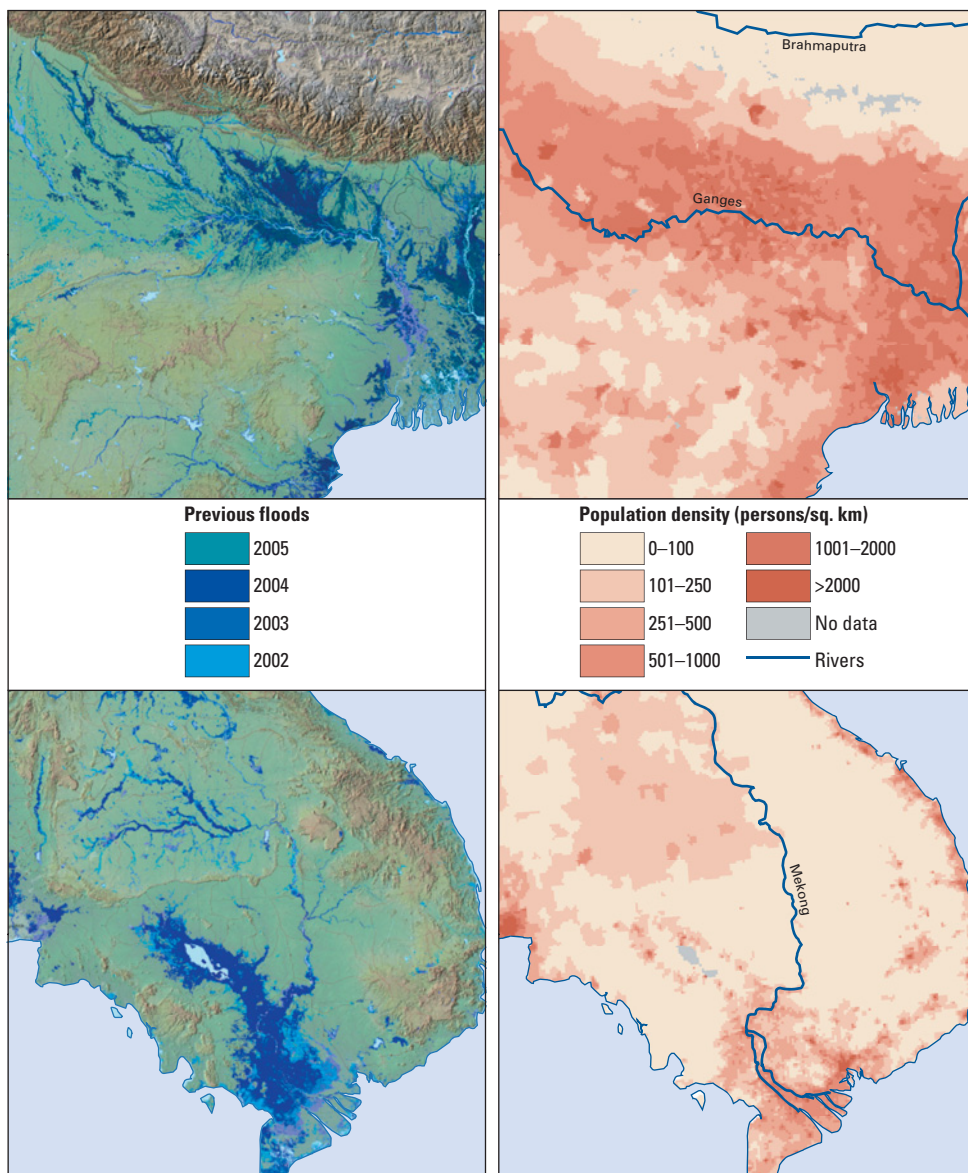 Brahmaputra
Ganges
Previous floods
2005
2004
2003
2002
Population density (persons/sq. km)
0–100
101–250
251–500
501–1000
1001–2000
>2000
No data
Rivers
Mekong